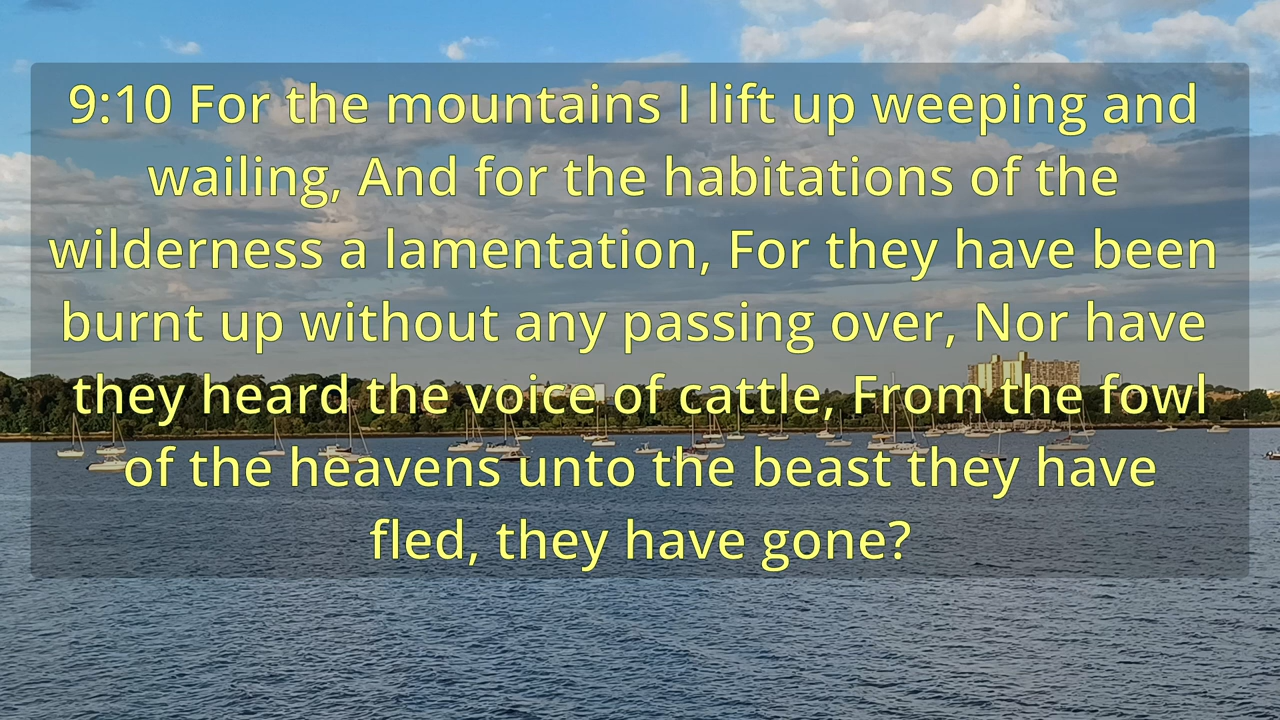 9:10 For the mountains I lift up weeping and
wailing, And for the habitations of the
wilderness a lamentation, For they have been
burnt up without any passing over, Nor have
they heard the voice of cattle, From the fowl
of the heavens unto the beast they have
fled, they have gone?